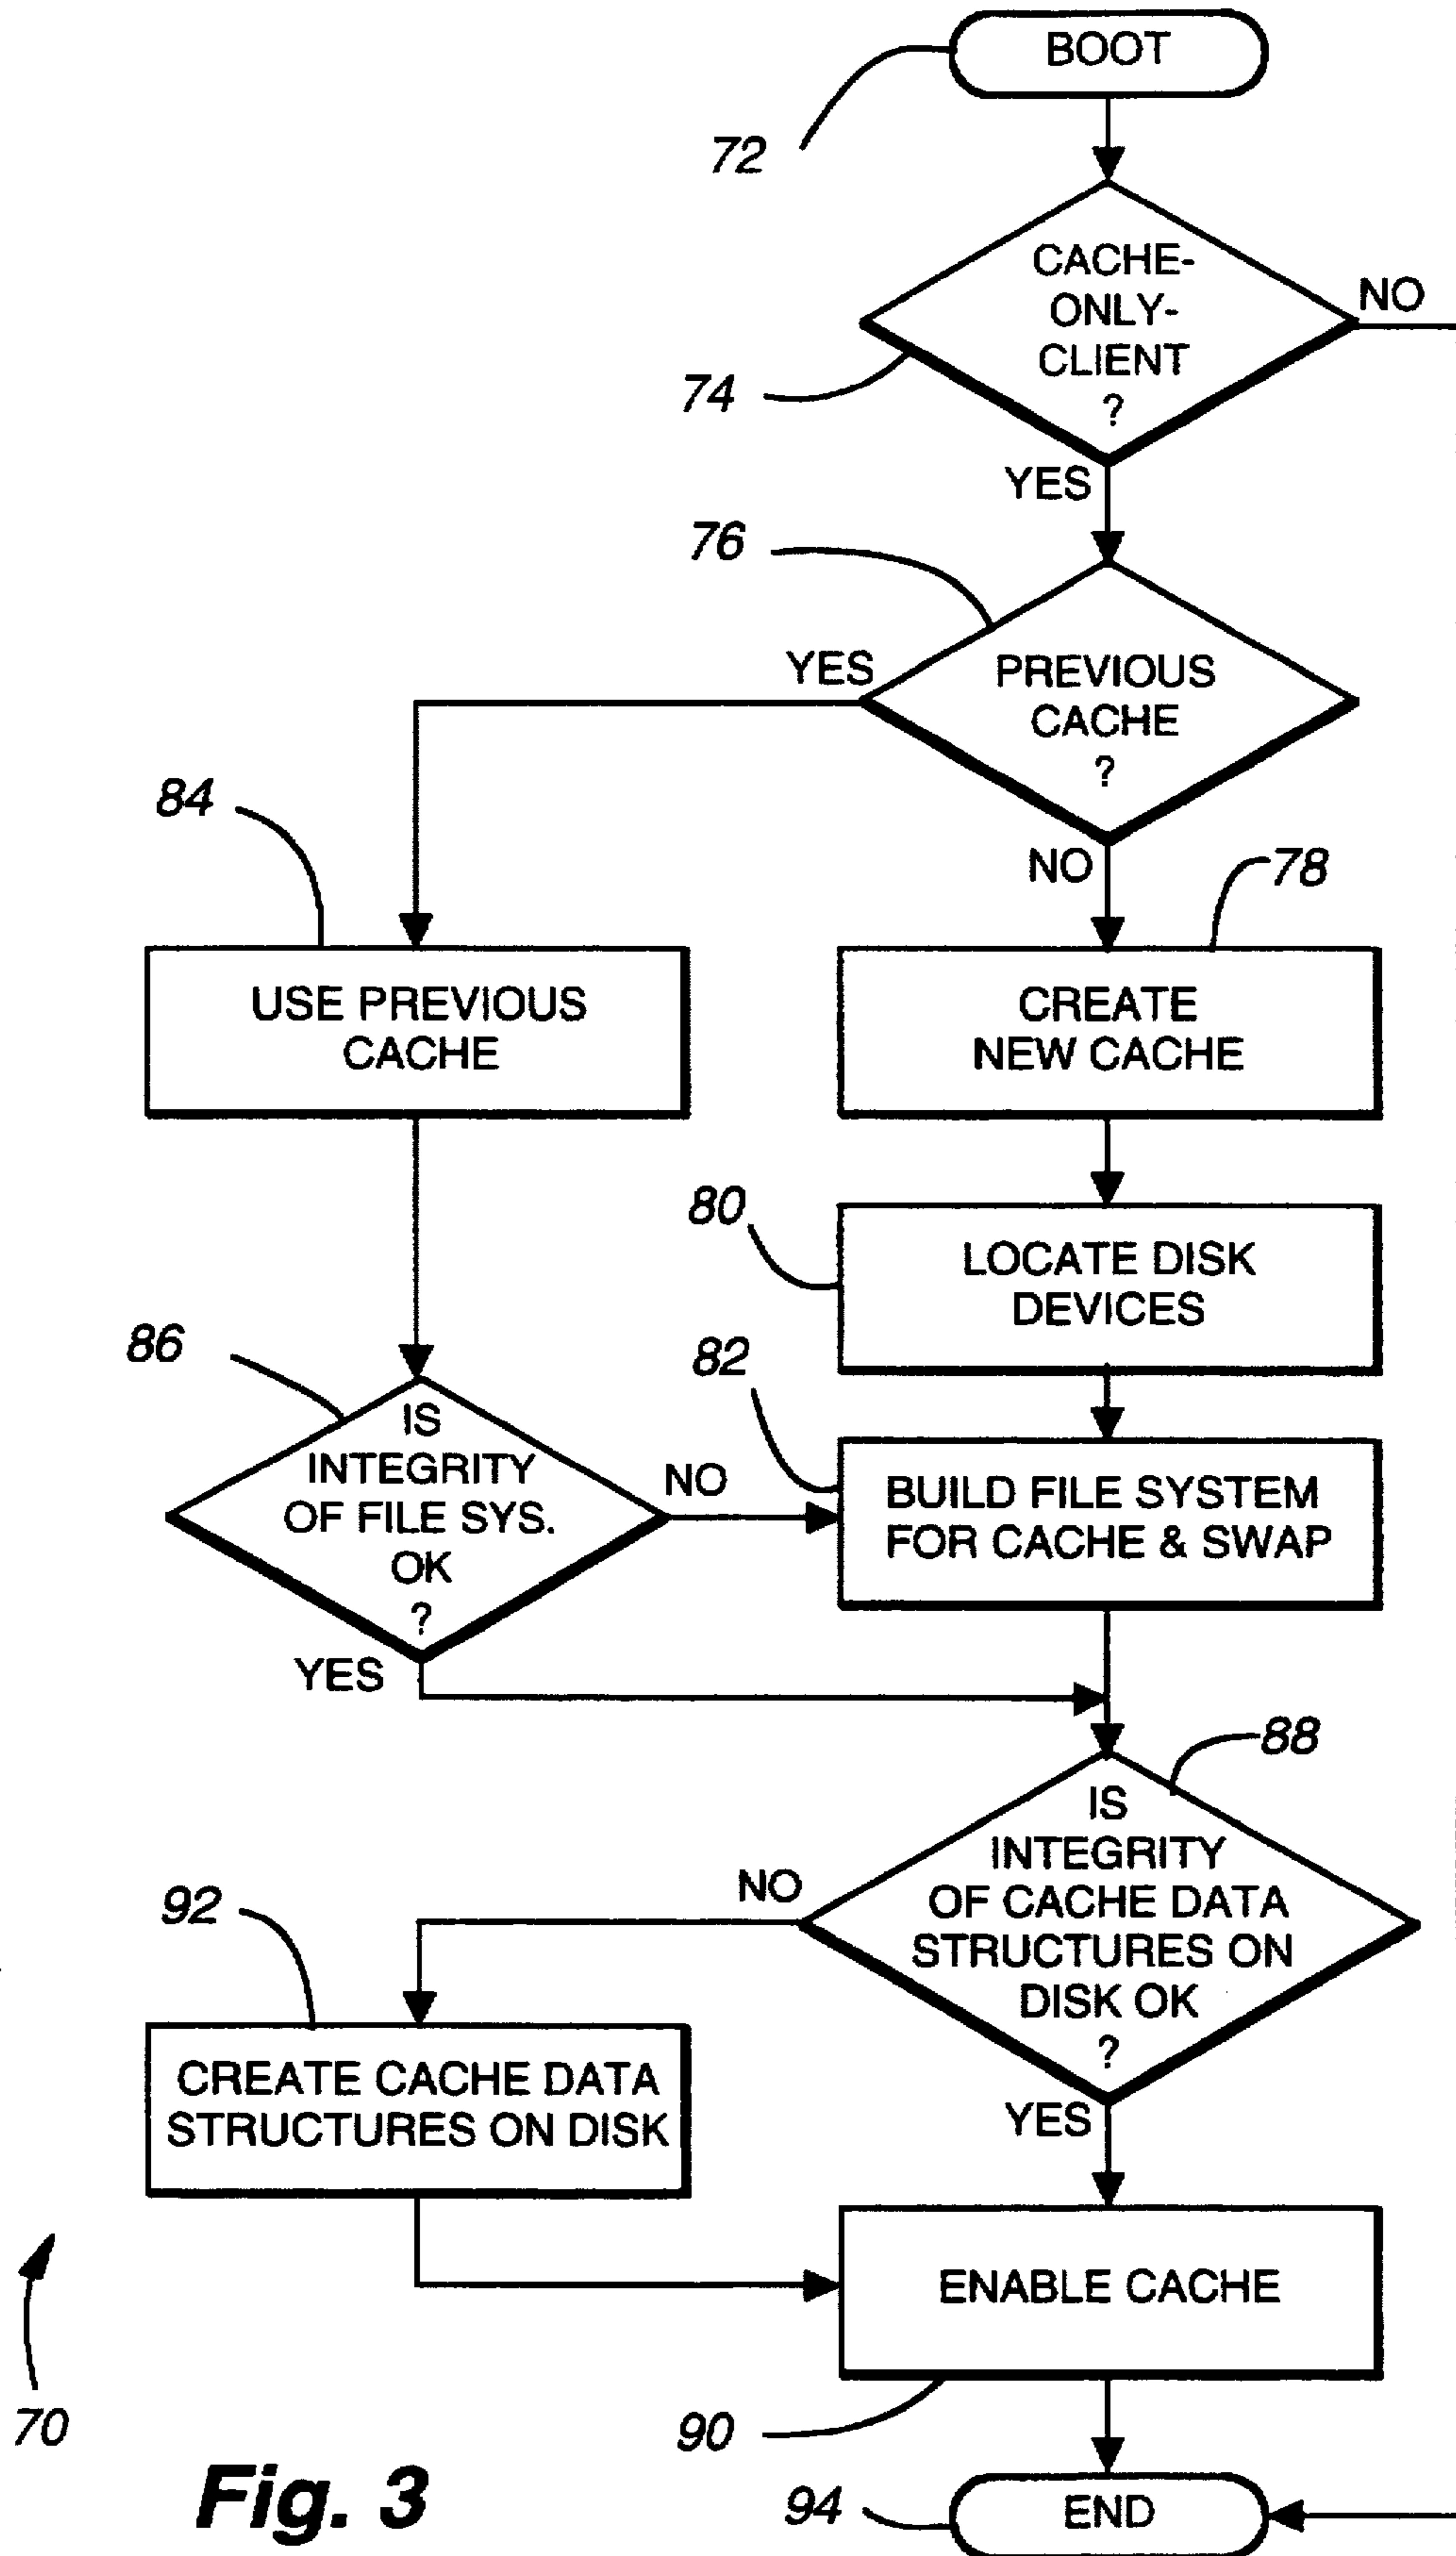 BOOT
72
CACHE-
ONLY-
CLIENT
?
NO
74
YES
76
PREVIOUS
CACHE
?
YES
NO
84
78
USE PREVIOUS
CACHE
CREATE
NEW CACHE
80
LOCATE DISK
DEVICES
86
82
IS
INTEGRITY
OF FILE SYS.
OK
?
NO
BUILD FILE SYSTEM
FOR CACHE & SWAP
YES
88
IS
INTEGRITY
OF CACHE DATA
STRUCTURES ON
DISK OK
?
NO
92
CREATE CACHE DATA
STRUCTURES ON DISK
YES
ENABLE CACHE
70
90
Fig. 3
94
END